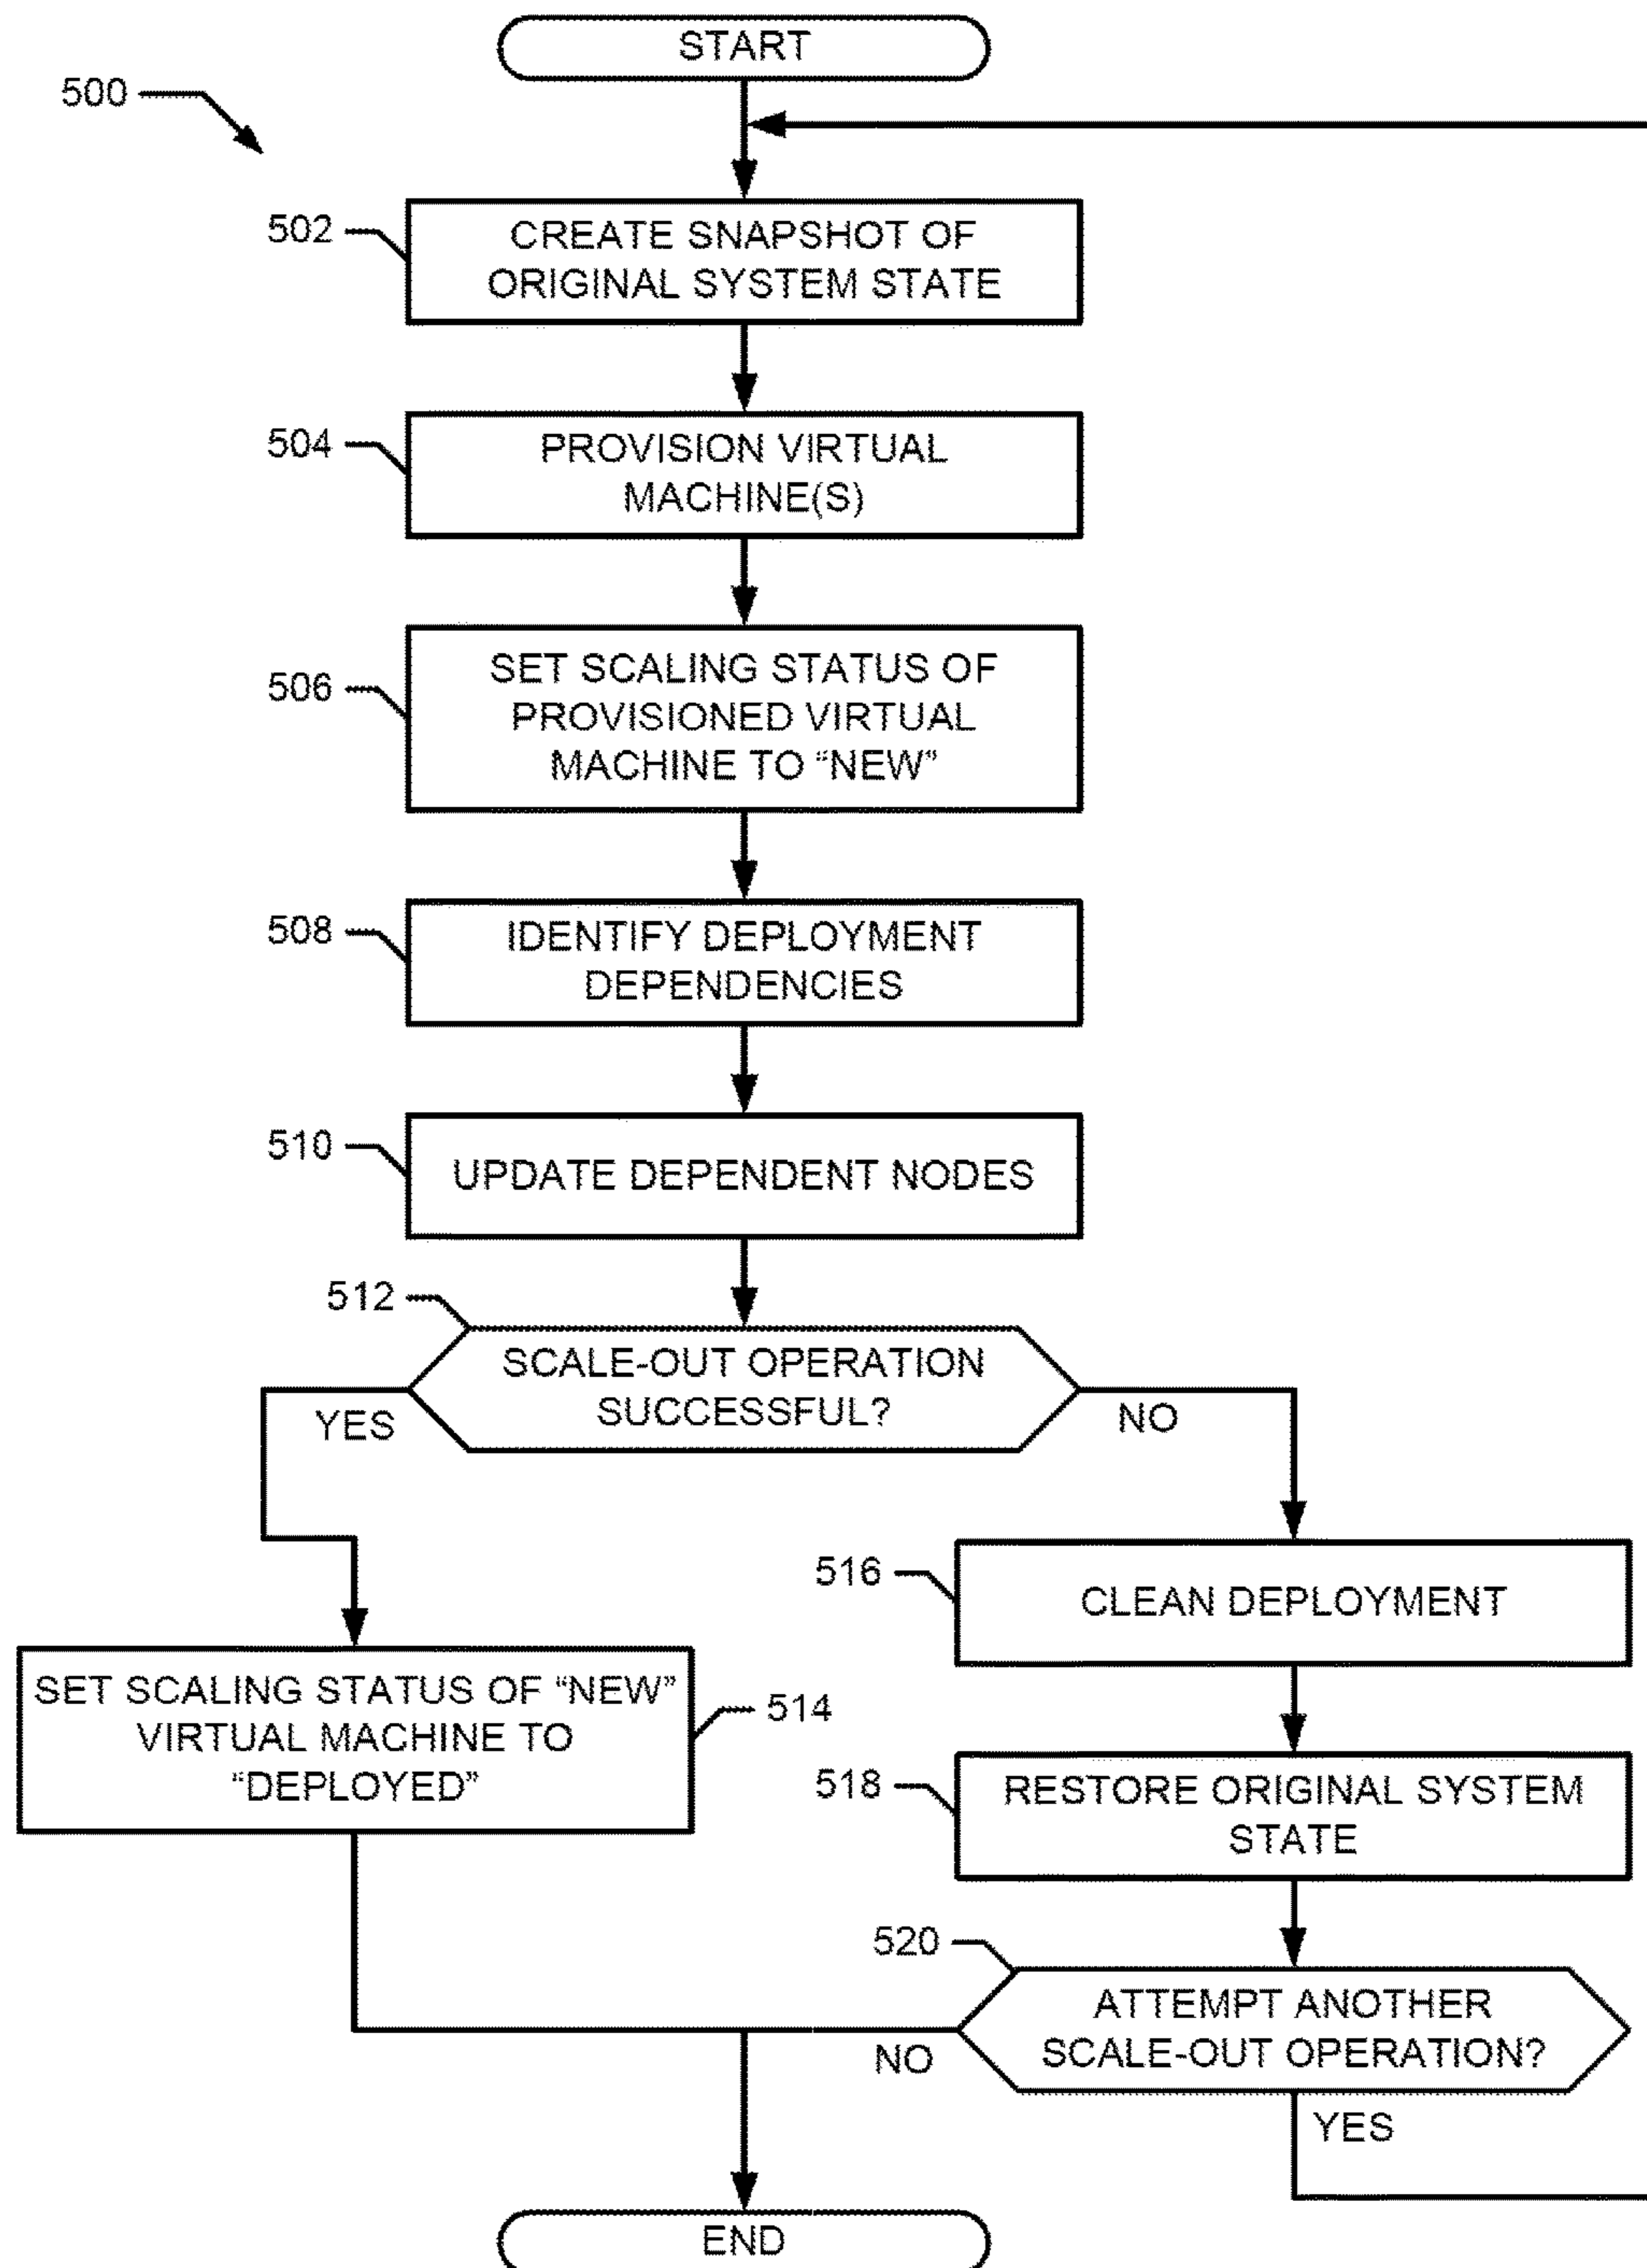 START
500
502
CREATE SNAPSHOT OF
ORIGINAL SYSTEM STATE
504
PROVISION VIRTUAL
MACHINE(S)
506
SET SCALING STATUS OF
PROVISIONED VIRTUAL
MACHINE TO “NEW”
508
IDENTIFY DEPLOYMENT
DEPENDENCIES
510
UPDATE DEPENDENT NODES
512
SCALE-OUT OPERATION
SUCCESSFUL?
YES
NO
516
CLEAN DEPLOYMENT
SET SCALING STATUS OF “NEW”
VIRTUAL MACHINE TO
“DEPLOYED”
514
518
RESTORE ORIGINAL SYSTEM
STATE
520
ATTEMPT ANOTHER
SCALE-OUT OPERATION?
NO
YES
END